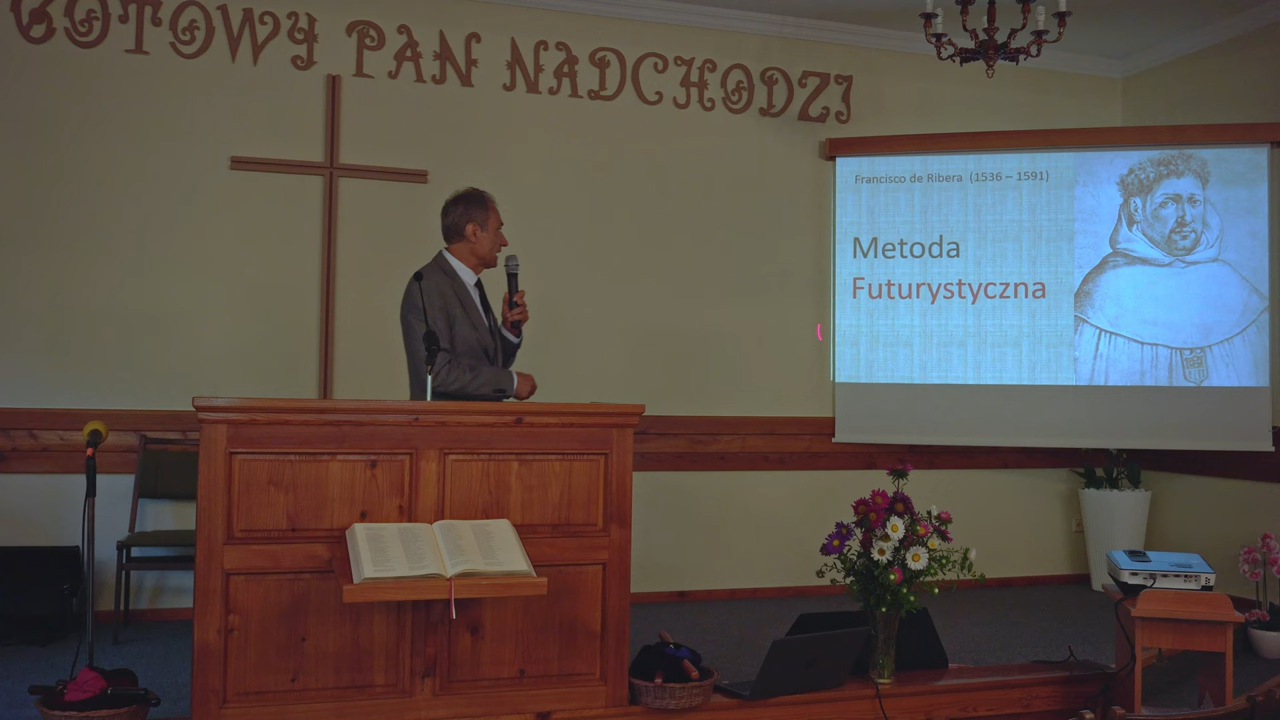 GOTOWY PAN NADCHODZI
Francisco de Ribera (1536 – 1591)
Metoda
Futurystyczna